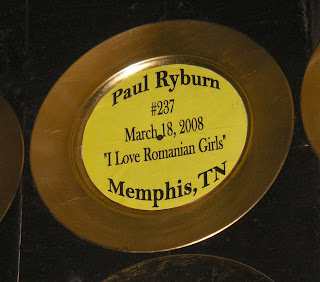 Paul Ryburn
#237
March 18, 2008
"I Love Romanian Girls"
Memphis, TN